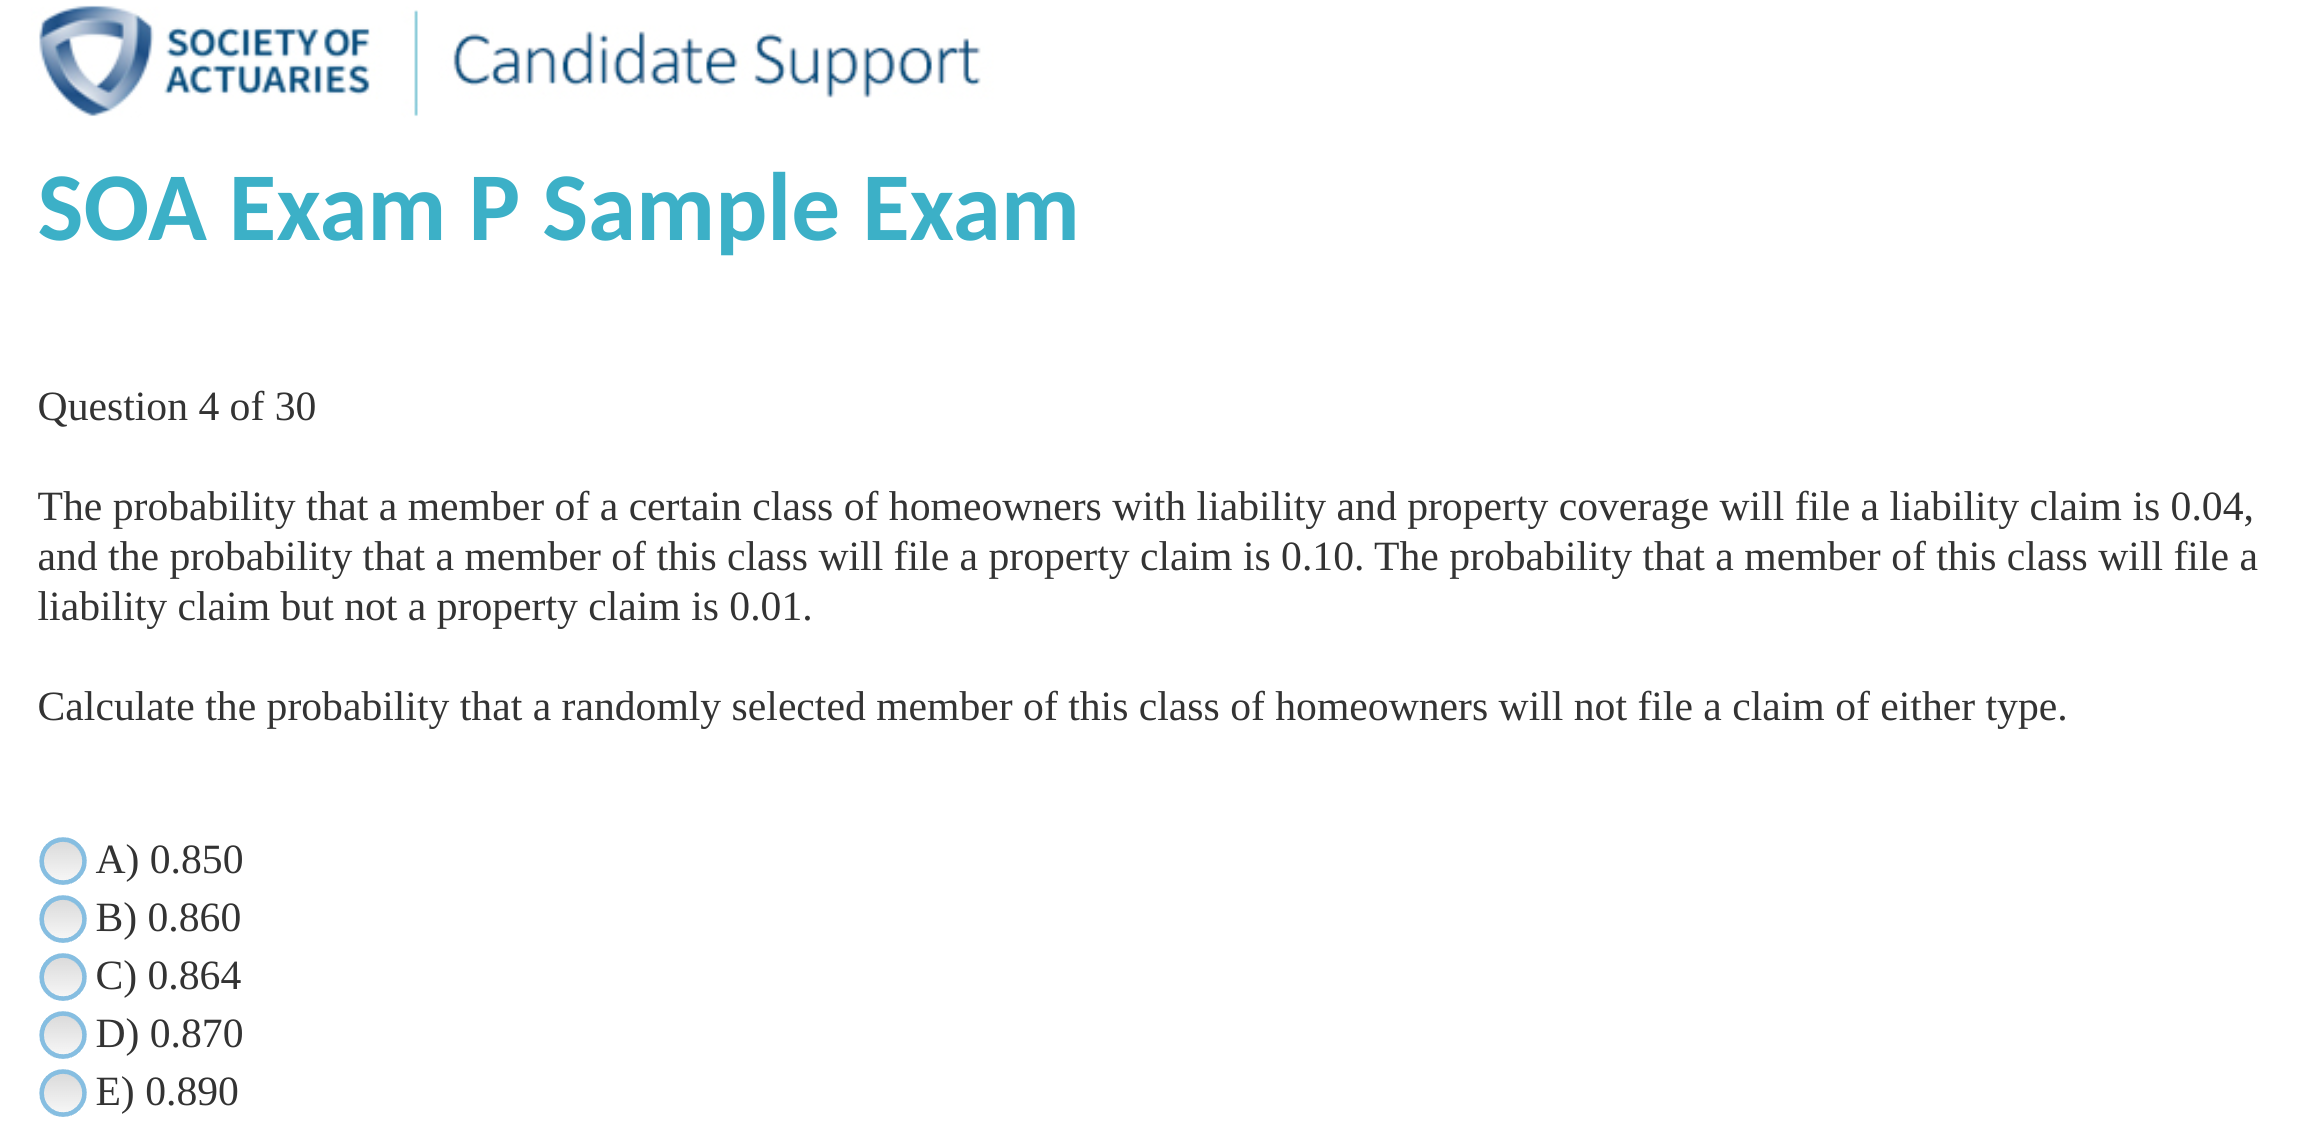 SOCIETY OF
ACTUARIES
Candidate Support
SOA Exam P Sample Exam
Question 4 of 30
The probability that a member of a certain class of homeowners with liability and property coverage will file a liability claim is 0.04,
and the probability that a member of this class will file a property claim is 0.10. The probability that a member of this class will file a
liability claim but not a property claim is 0.01.
Calculate the probability that a randomly selected member of this class of homeowners will not file a claim of either type.
A) 0.850
B) 0.860
C) 0.864
D) 0.870
E) 0.890